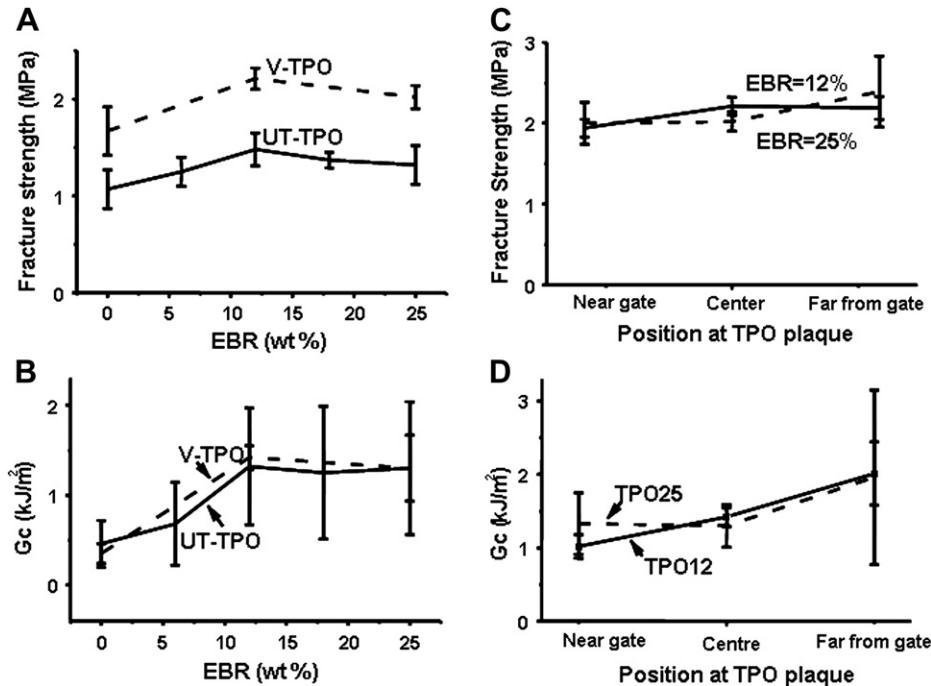 A
Fracture strength (MPa)
2
1
0
V-TPO
UT-TPO
0 5 10 15 20 25
EBR (wt%)
C
Fracture Strength (MPa)
3
2
1
0
EBR=12%
EBR=25%
Near gate Center Far from gate
Position at TPO plaque
B
Gc (kJ/m²)
2
1
0
V-TPO
UT-TPO
0 5 10 15 20 25
EBR (wt%)
D
Gc (kJ/m²)
3
2
1
0
TPO25
TPO12
Near gate Centre Far from gate
Position at TPO plaque